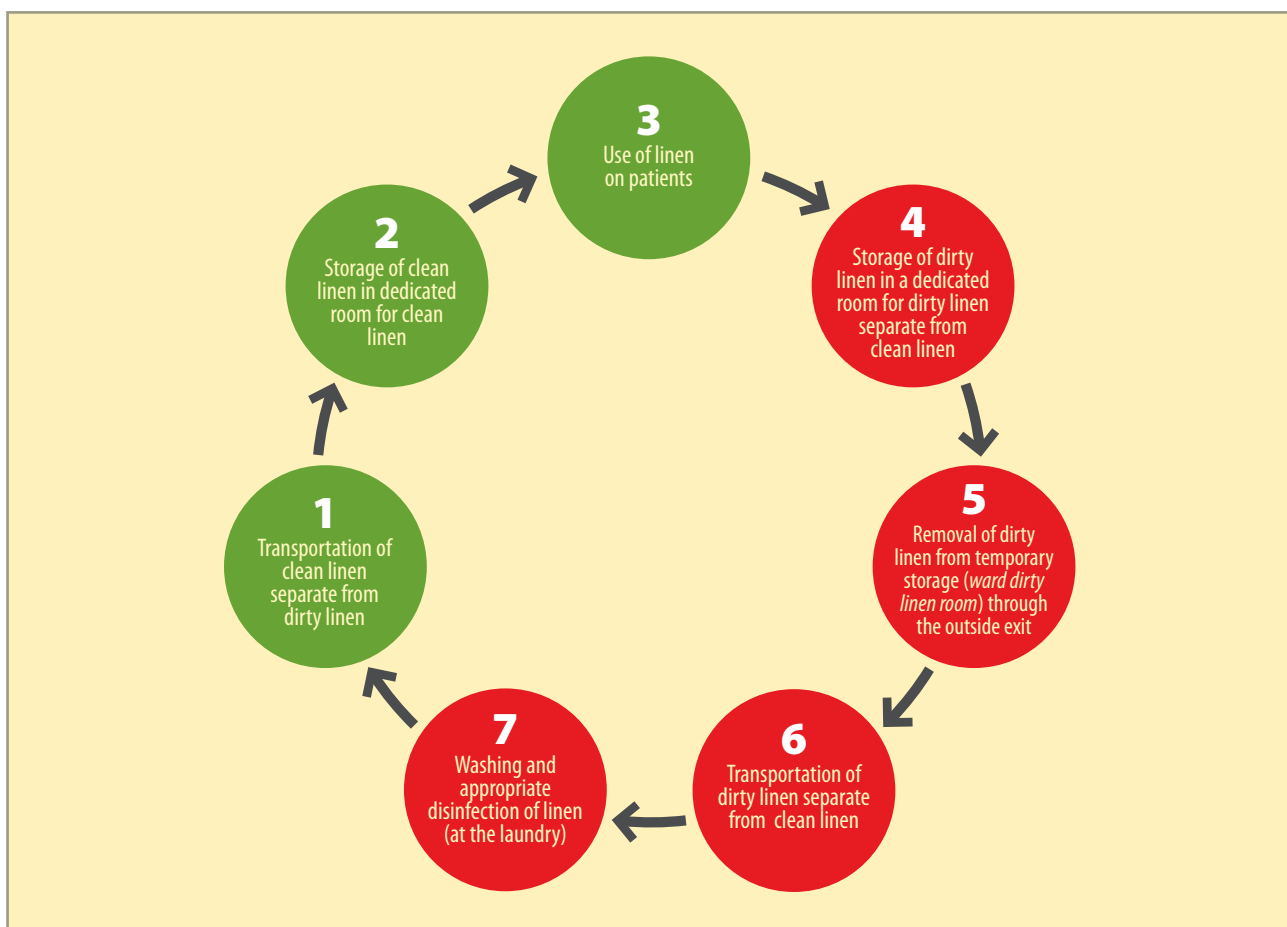 1
Transportation of
clean linen
separate from
dirty linen
2
Storage of clean
linen in dedicated
room for clean
linen
3
Use of linen
on patients
4
Storage of dirty
linen in a dedicated
room for dirty linen
separate from
clean linen
5
Removal of dirty
linen from temporary
storage (ward dirty
linen room) through
the outside exit
6
Transportation of
dirty linen separate
from clean linen
7
Washing and
appropriate
disinfection of linen
(at the laundry)